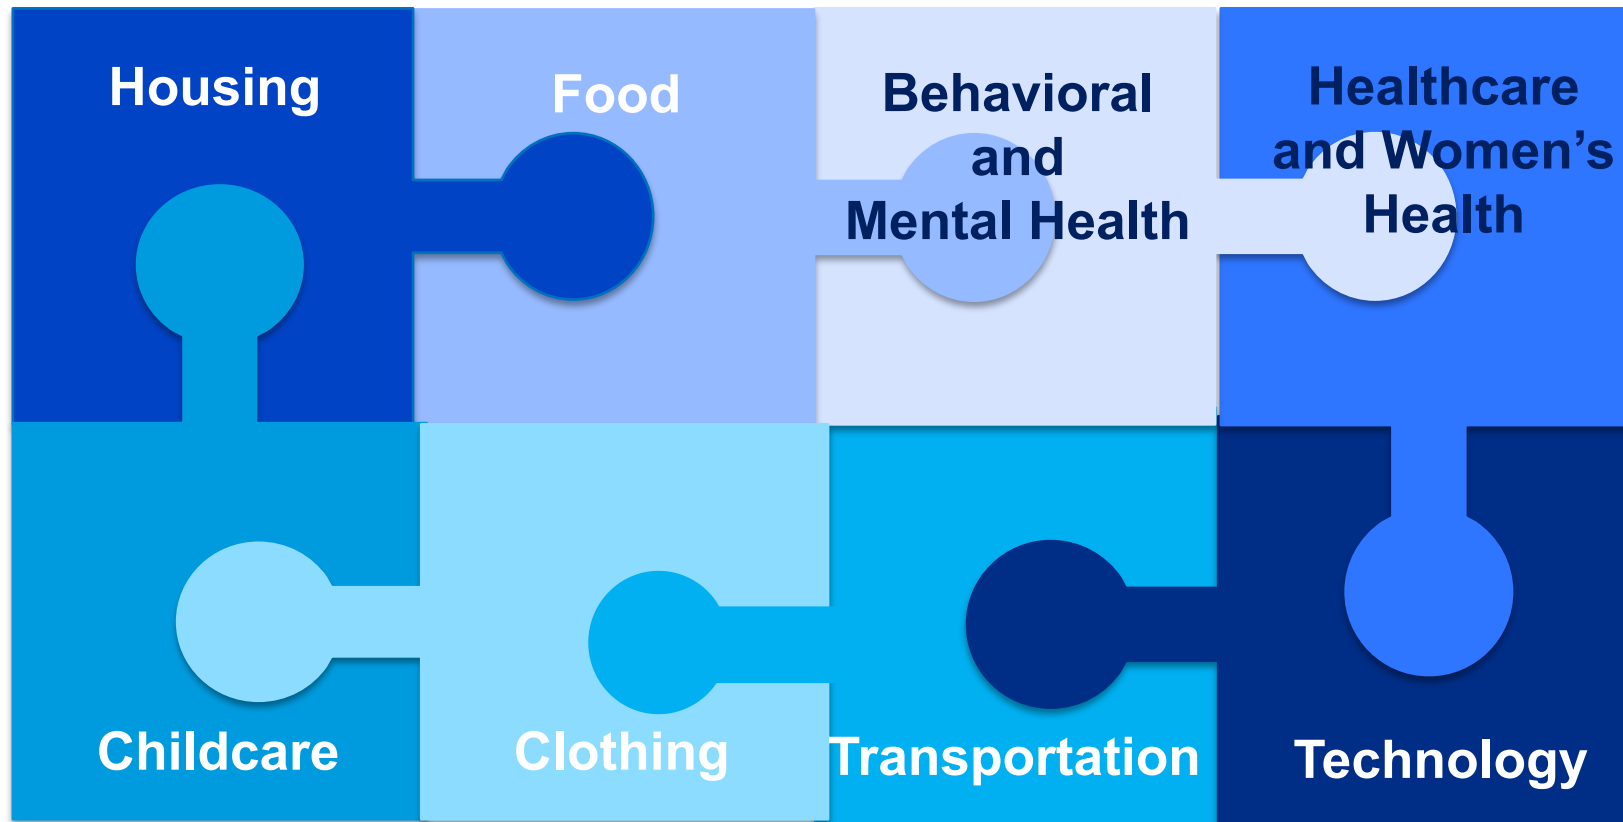 Housing
Food
Behavioral
and
Mental Health
Healthcare
and Women’s
Health
Childcare
Clothing
Transportation
Technology